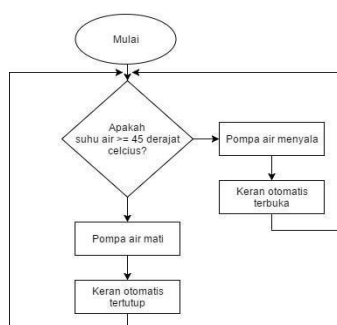 Mulai
Apakah
suhu air >= 45 derajat
celcius?
Pompa air menyala
Keran otomatis
terbuka
Pompa air mati
Keran otomatis
tertutup